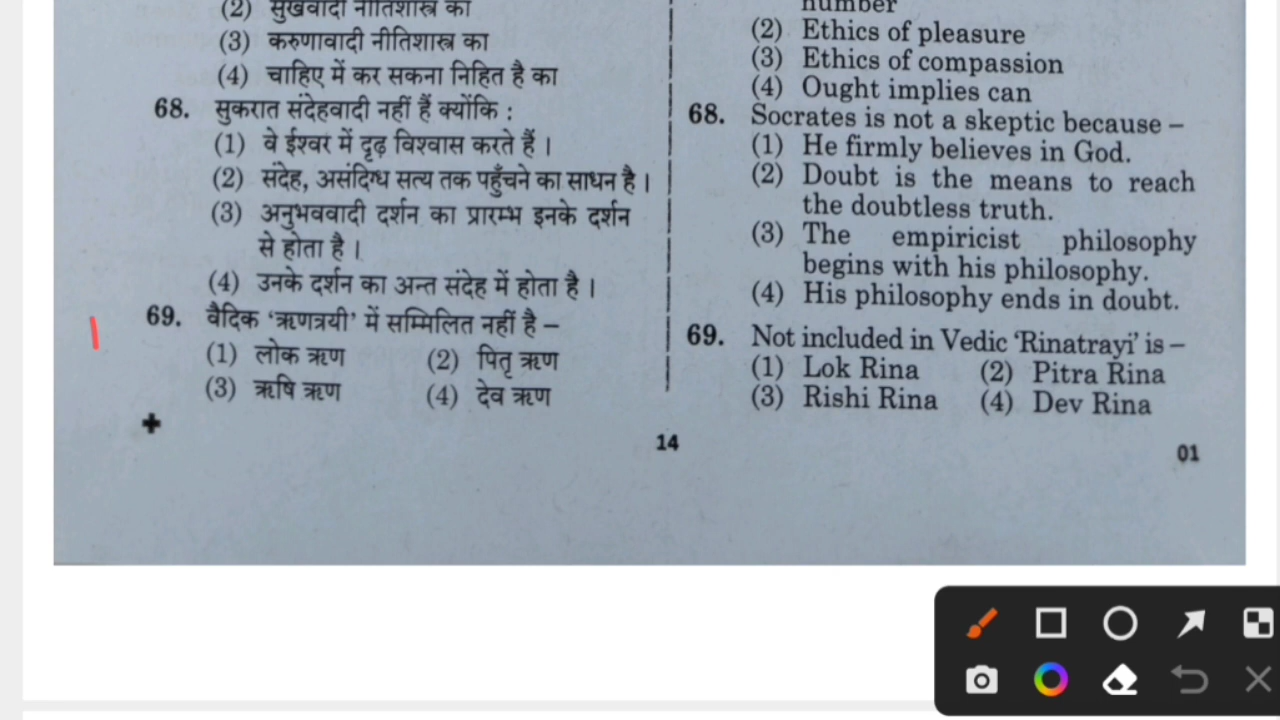 (2) सुखवादी नीतिशास्त्र का
(3) करुणावादी नीतिशास्त्र का
(4) चाहिए में कर सकना निहित है का
68. सुकरात संदेहवादी नहीं हैं क्योंकि :
(1) वे ईश्वर में दृढ़ विश्वास करते हैं ।
(2) संदेह, असंदिग्ध सत्य तक पहुँचने का साधन है ।
(3) अनुभववादी दर्शन का प्रारम्भ इनके दर्शन
से होता है ।
(4) उनके दर्शन का अन्त संदेह में होता है ।
69. वैदिक ‘ऋणत्रयी’ में सम्मिलित नहीं है –
(1) लोक ऋण (2) पितृ ऋण
(3) ऋषि ऋण (4) देव ऋण
number
(2) Ethics of pleasure
(3) Ethics of compassion
(4) Ought implies can
68. Socrates is not a skeptic because –
(1) He firmly believes in God.
(2) Doubt is the means to reach
the doubtless truth.
(3) The empiricist philosophy
begins with his philosophy.
(4) His philosophy ends in doubt.
69. Not included in Vedic ‘Rinatrayi’ is –
(1) Lok Rina (2) Pitra Rina
(3) Rishi Rina (4) Dev Rina
14
01